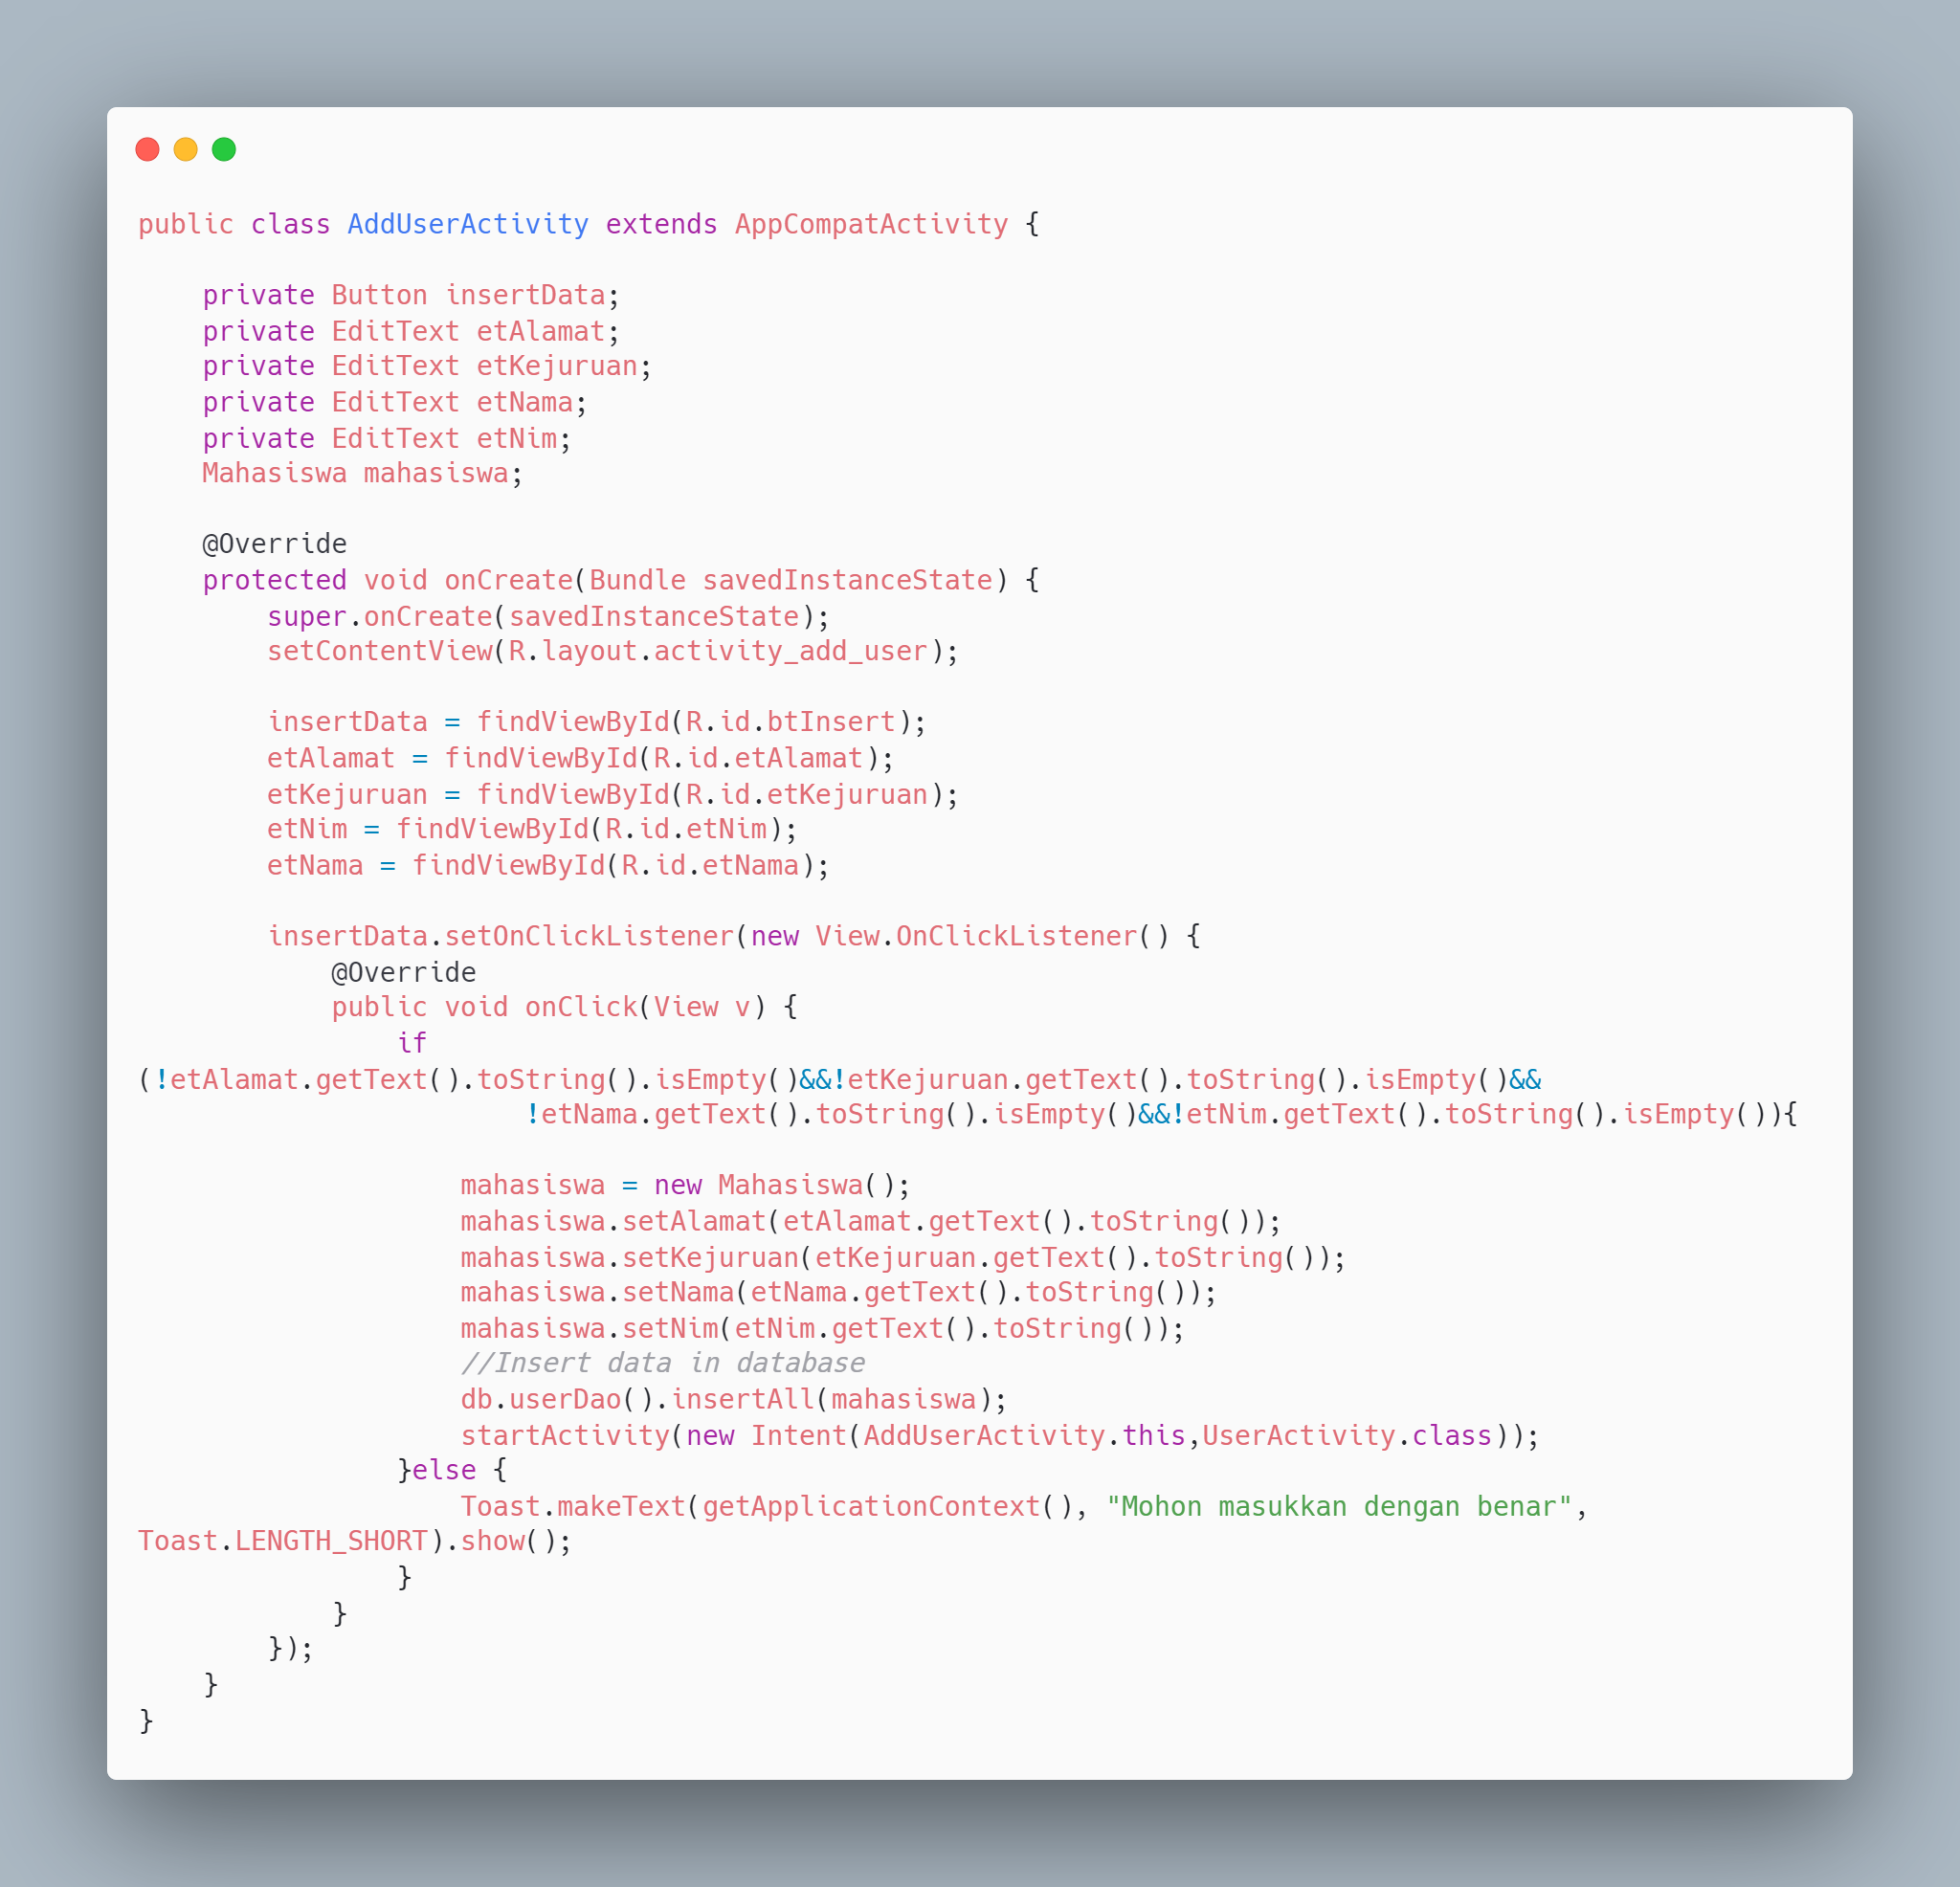 public class AddUserActivity extends AppCompatActivity {

    private Button insertData;
    private EditText etAlamat;
    private EditText etKejuruan;
    private EditText etNama;
    private EditText etNim;
    Mahasiswa mahasiswa;

    @Override
    protected void onCreate(Bundle savedInstanceState) {
        super.onCreate(savedInstanceState);
        setContentView(R.layout.activity_add_user);

        insertData = findViewById(R.id.btInsert);
        etAlamat = findViewById(R.id.etAlamat);
        etKejuruan = findViewById(R.id.etKejuruan);
        etNim = findViewById(R.id.etNim);
        etNama = findViewById(R.id.etNama);

        insertData.setOnClickListener(new View.OnClickListener() {
            @Override
            public void onClick(View v) {
                if
(!etAlamat.getText().toString().isEmpty()&&!etKejuruan.getText().toString().isEmpty()&&
                        !etNama.getText().toString().isEmpty()&&!etNim.getText().toString().isEmpty()){

                    mahasiswa = new Mahasiswa();
                    mahasiswa.setAlamat(etAlamat.getText().toString());
                    mahasiswa.setKejuruan(etKejuruan.getText().toString());
                    mahasiswa.setNama(etNama.getText().toString());
                    mahasiswa.setNim(etNim.getText().toString());
                    //Insert data in database
                    db.userDao().insertAll(mahasiswa);
                    startActivity(new Intent(AddUserActivity.this,UserActivity.class));
                }else {
                    Toast.makeText(getApplicationContext(), "Mohon masukkan dengan benar",
Toast.LENGTH_SHORT).show();
                }
            }
        });
    }
}